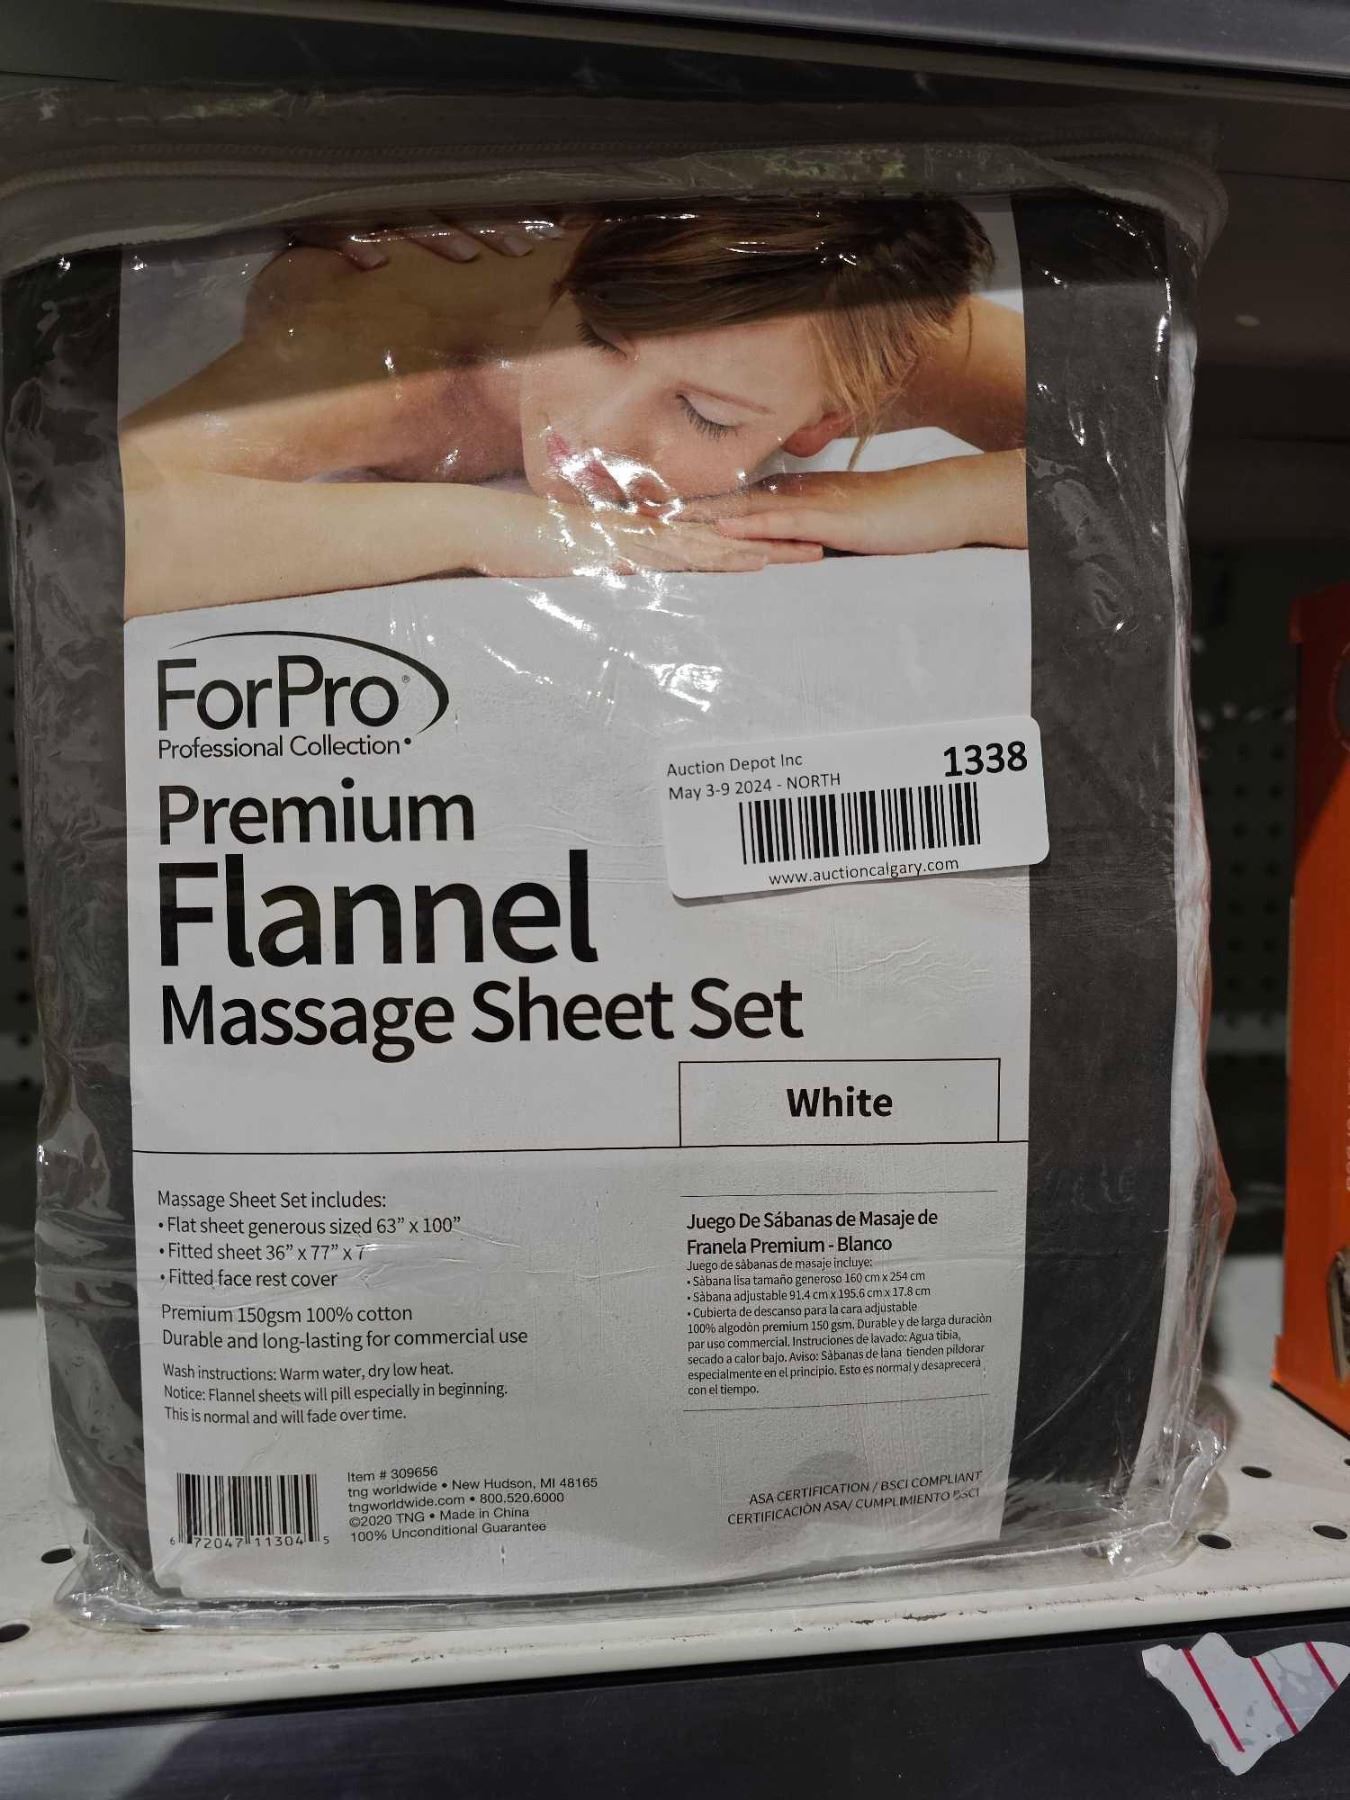 ForPro®
Professional Collection•
Premium
Flannel
Massage Sheet Set
Auction Depot Inc
1338
May 3-9 2024 - NORTH
www.auctioncalgary.com
White
Massage Sheet Set includes:
• Flat sheet generous sized 63” x 100”
• Fitted sheet 36” x 77” x 7”
• Fitted face rest cover
Premium 150gsm 100% cotton
Durable and long-lasting for commercial use
Wash instructions: Warm water, dry low heat.
Notice: Flannel sheets will pill especially in beginning.
This is normal and will fade over time.
Juego De Sábanas de Masaje de
Franela Premium - Blanco
Juego de sàbanas de masaje incluye:
• Sàbana lisa tamaño generoso 160 cm x 254 cm
• Sàbana adjustable 91.4 cm x 195.6 cm x 17.8 cm
• Cubierta de descanso para la cara adjustable
100% algodòn premium 150 gsm. Durable y de larga duraciòn
par uso commercial. Instruciones de lavado: Agua tibia,
secado a calor bajo. Aviso: Sàbanas de lana tienden pildorar
especialmente en el principio. Esto es normal y desaprecerà
con el tiempo.
6 72047 11304 5
Item # 309656
tng worldwide • New Hudson, MI 48165
tngworldwide.com • 800.520.6000
©2020 TNG • Made in China
100% Unconditional Guarantee
ASA CERTIFICATION / BSCI COMPLIANT
CERTIFICACIÒN ASA/ CUMPLIMIENTO BSCI